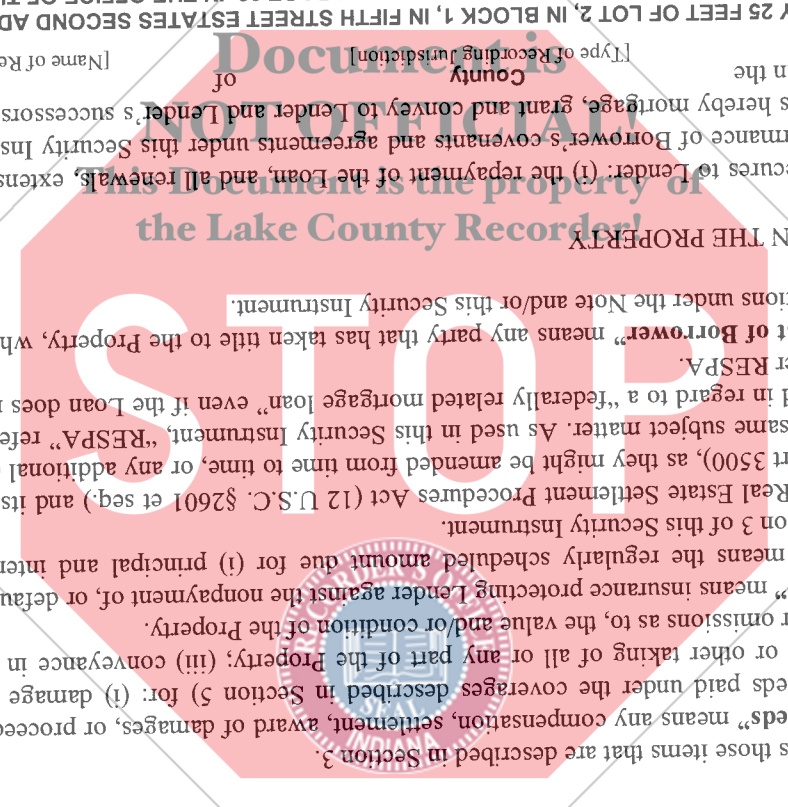 s those items that are described in Section 3.
eds" means any compensation, settlement, award of damages, or proceed
eds paid under the coverages described in Section 5) for: (i) damage
or other taking of all or any part of the Property; (iii) conveyance in
r omissions as to, the value and/or condition of the Property.
" means insurance protecting Lender against the nonpayment of, or defau
means the regularly scheduled amount due for (i) principal and inter
on 3 of this Security Instrument.
Real Estate Settlement Procedures Act (12 U.S.C. §2601 et seq.) and its
rt 3500), as they might be amended from time to time, or any additional
same subject matter. As used in this Security Instrument, "RESPA" refe
d in regard to a "federally related mortgage loan" even if the Loan does
er RESPA.
t of Borrower" means any party that has taken title to the Property, wh
tions under the Note and/or this Security Instrument.
N THE PROPERTY
cures to Lender: (i) the repayment of the Loan, and all renewals, extens
rmance of Borrower's covenants and agreements under this Security Ins
s hereby mortgage, grant and convey to Lender and Lender's successors
n the County of
[Type of Recording Jurisdiction] [Name of Re
Y 25 FEET OF LOT 2, IN BLOCK 1, IN FIFTH STREET ESTATES SECOND AD
Document is
NOT OFFICIAL!
This Document is the property of
the Lake County Recorder!
STOP
RECORDER'S OFFICE
SEAL
INDIANA